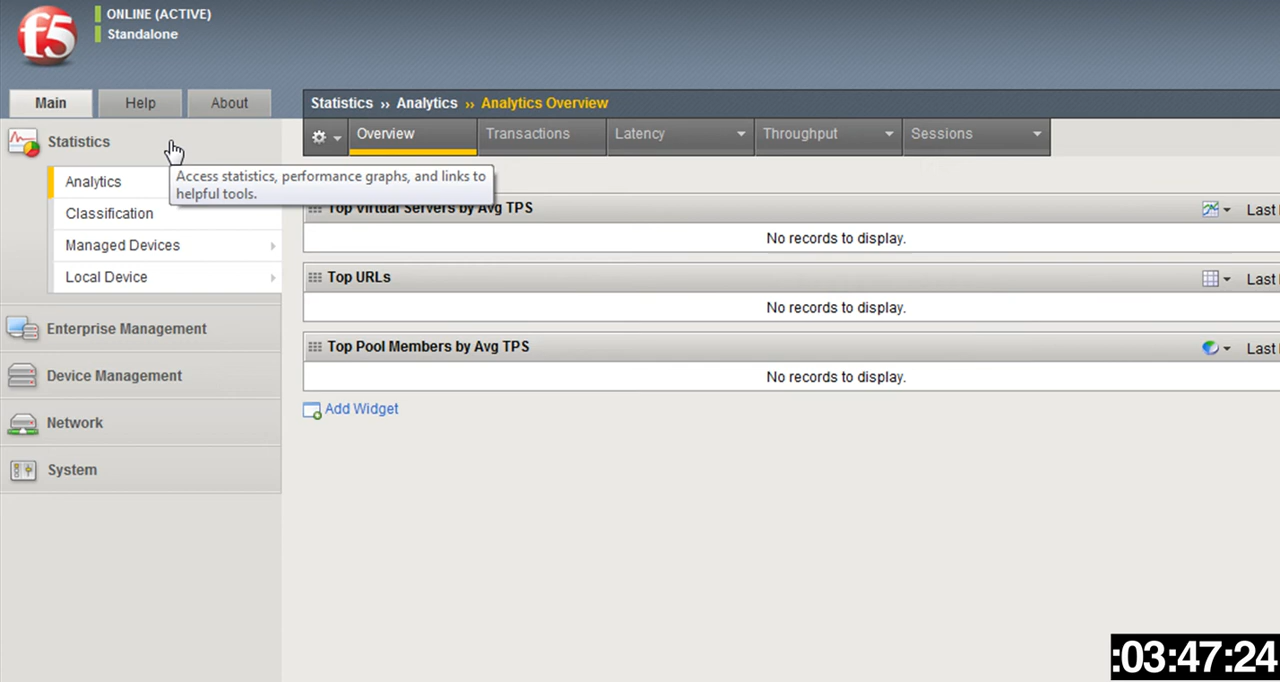 f5
ONLINE (ACTIVE)
Standalone
Main
Help
About
Statistics ›› Analytics ›› Analytics Overview
Overview
Transactions
Latency
Throughput
Sessions
Statistics
Access statistics, performance graphs, and links to
helpful tools.
Analytics
Classification
Managed Devices
Local Device
Enterprise Management
Device Management
Network
System
Top Virtual Servers by Avg TPS
Last
No records to display.
Top URLs
Last
No records to display.
Top Pool Members by Avg TPS
Last
No records to display.
Add Widget
:03:47:24